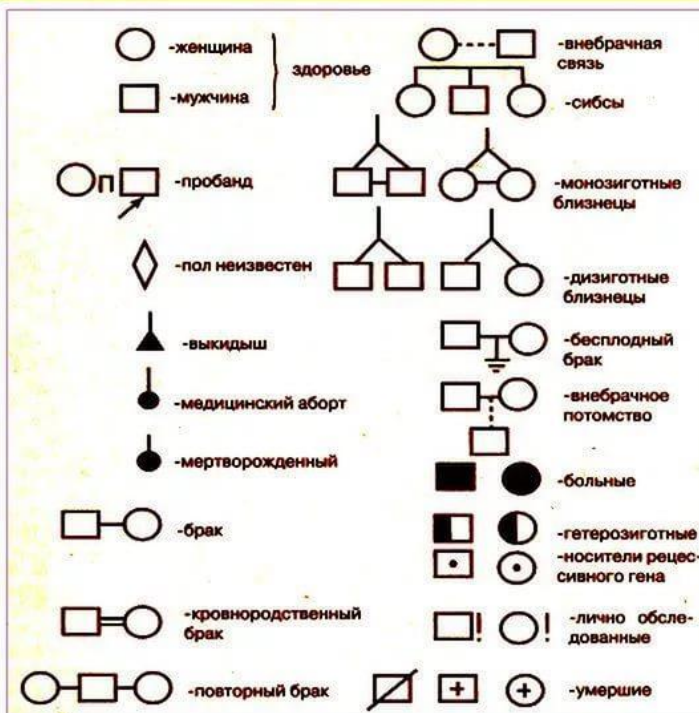 -женщина
-мужчина
здоровье
П
-пробанд
-пол неизвестен
-выкидыш
-медицинский аборт
-мертворожденный
-брак
-кровнородственный
брак
-повторный брак
-внебрачная
связь
-сибсы
-монозиготные
близнецы
-дизиготные
близнецы
-бесплодный
брак
-внебрачное
потомство
-больные
-гетерозиготные
-носители рецес-
сивного гена
! !
-лично обсле-
дованные
+ +
-умершие